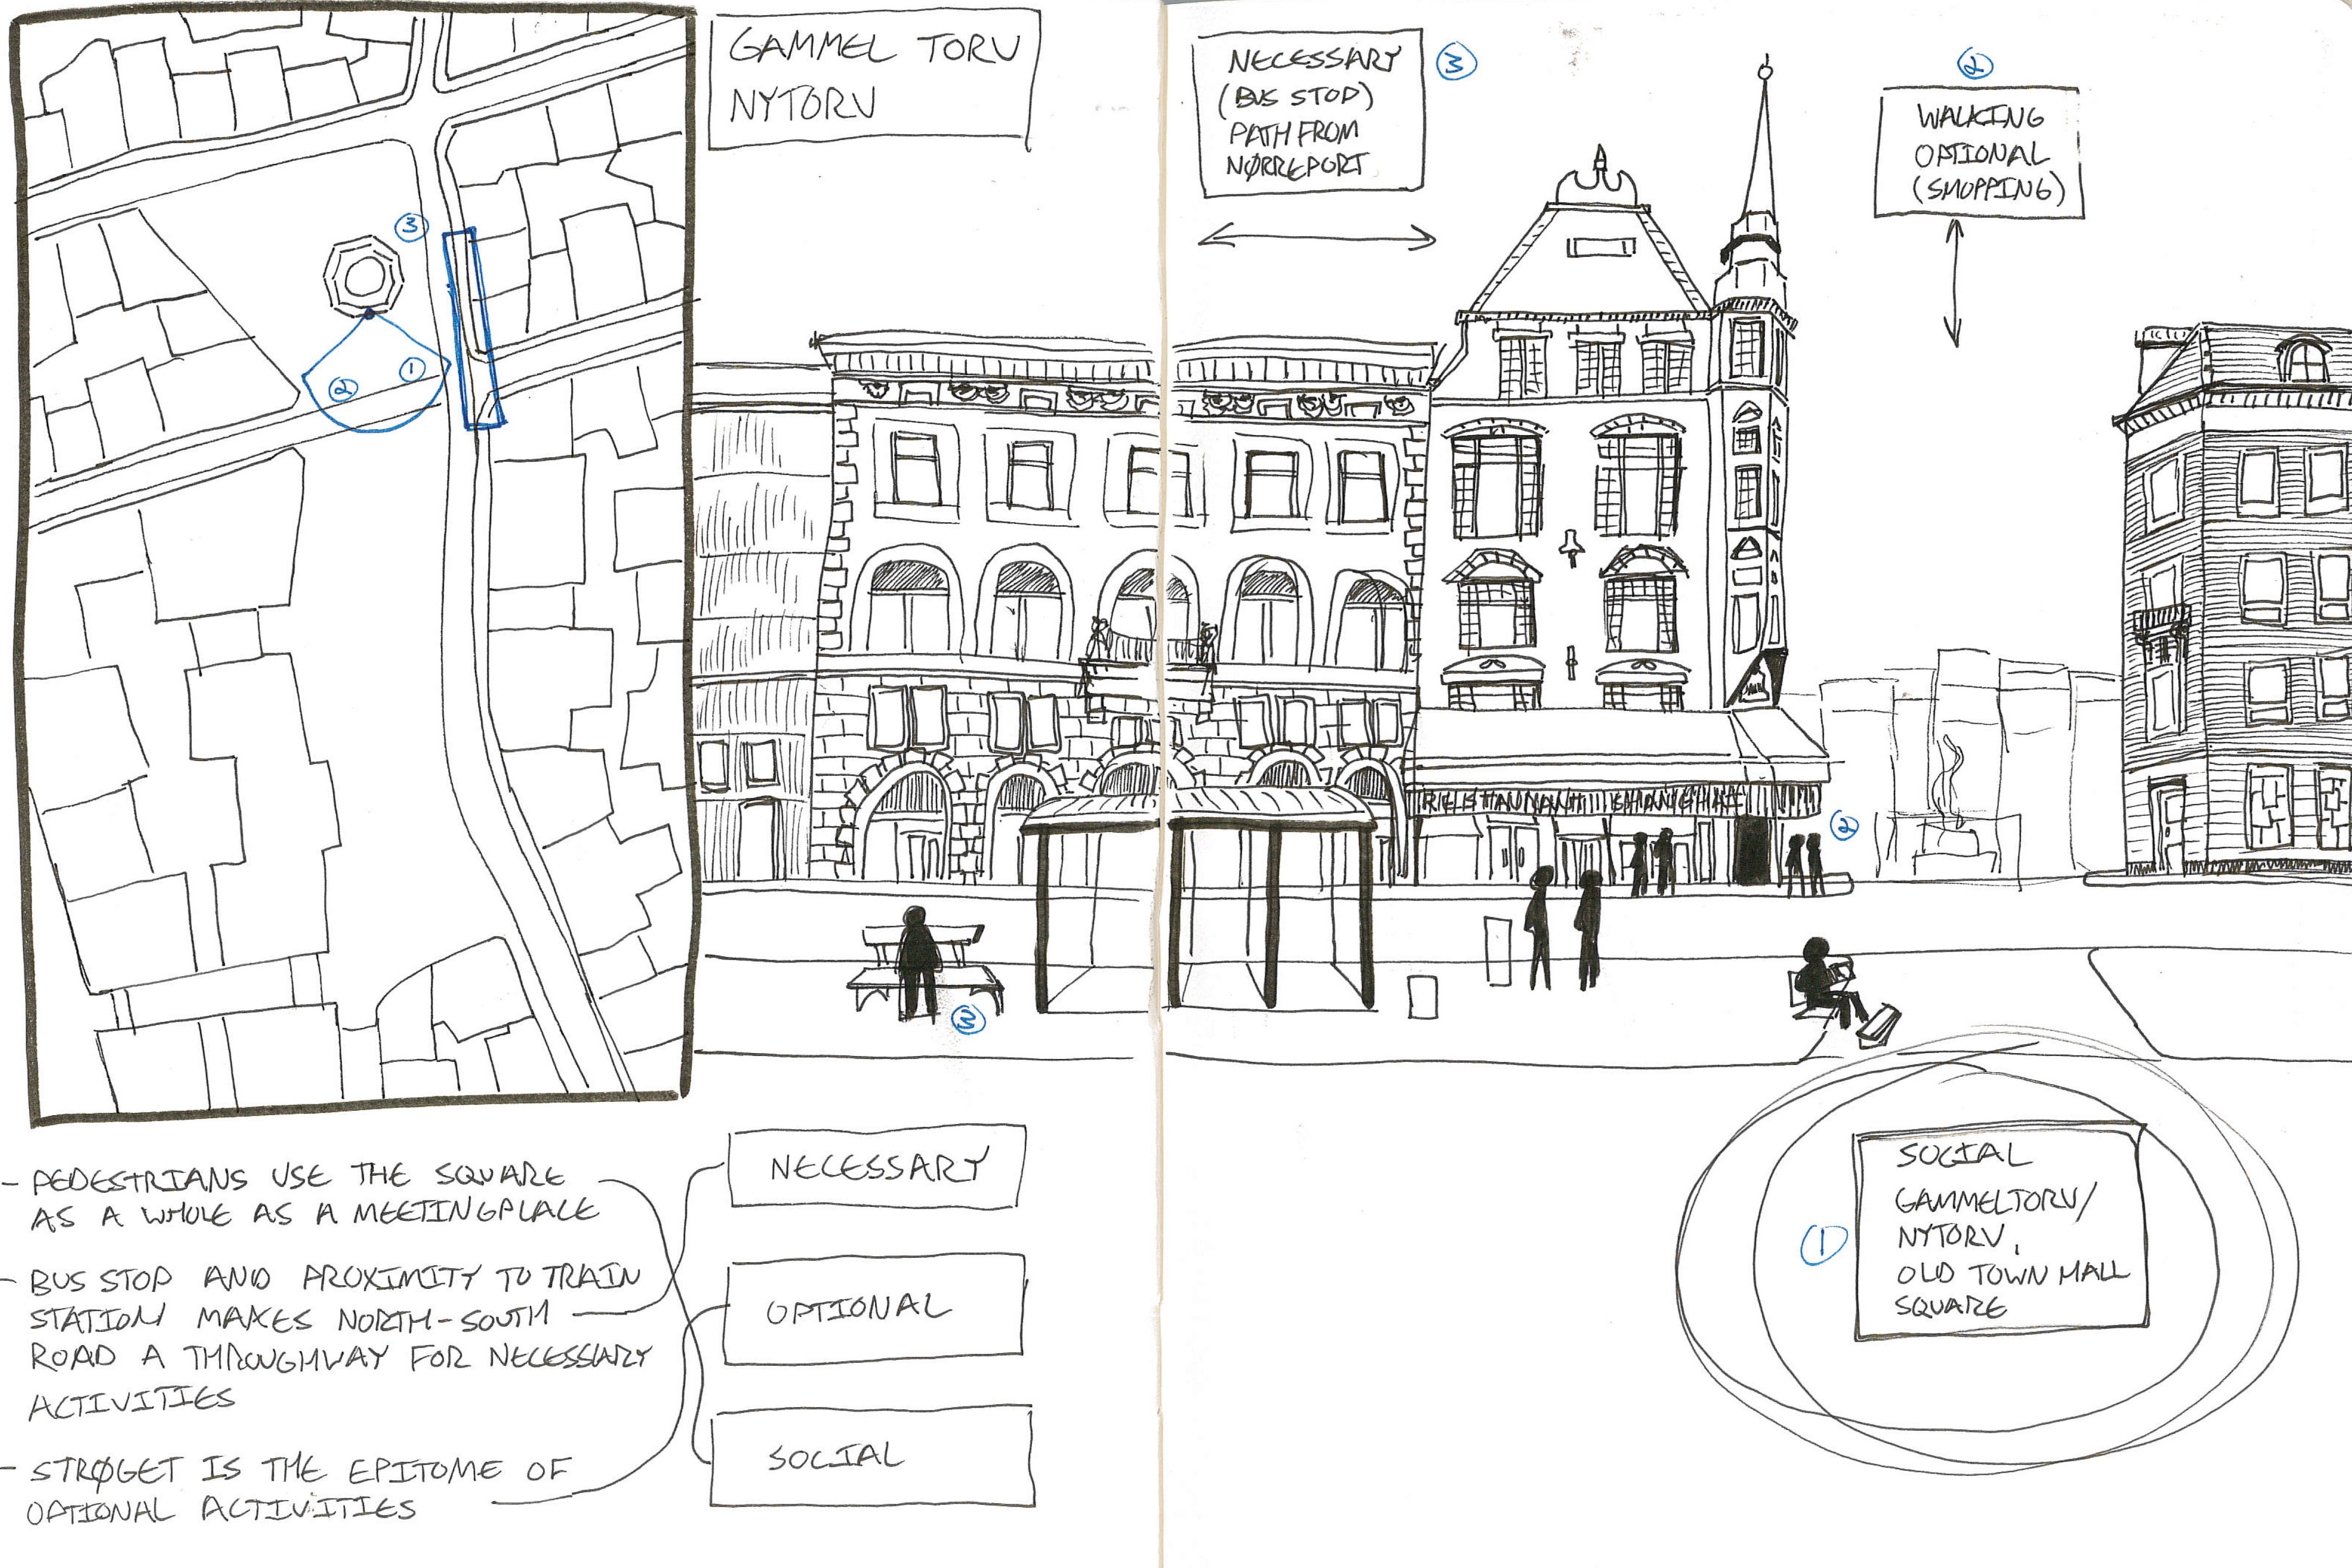 GAMMEL TORV
NYTORV
NECESSARY
(BUS STOP)
PATH FROM
NØRREPORT
3
2
WALKING
OPTIONAL
(SHOPPING)
3
1
2
RESTAURANT SHANGHAI
2
3
- PEDESTRIANS USE THE SQUARE
AS A WHOLE AS A MEETINGPLACE
- BUS STOP AND PROXIMITY TO TRAIN
STATION MAKES NORTH-SOUTH
ROAD A THROUGHWAY FOR NECESSARY
ACTIVITIES
- STRØGET IS THE EPITOME OF
OPTIONAL ACTIVITIES
NECESSARY
OPTIONAL
SOCIAL
1
SOCIAL
GAMMELTORV/
NYTORV,
OLD TOWN HALL
SQUARE